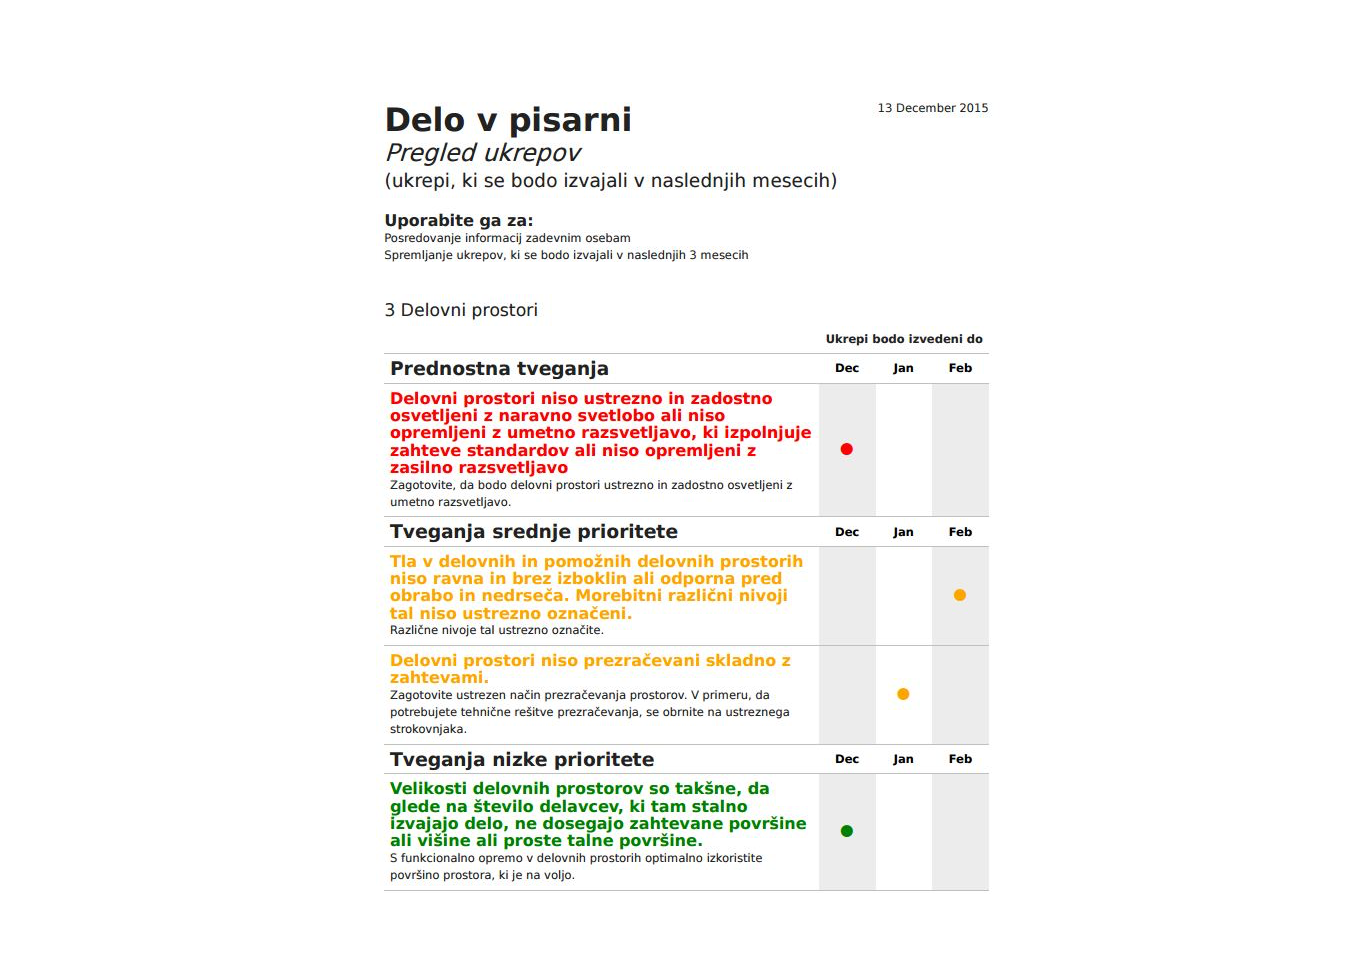 13 December 2015
Delo v pisarni
Pregled ukrepov
(ukrepi, ki se bodo izvajali v naslednjih mesecih)
Uporabite ga za:
Posredovanje informacij zadevnim osebam
Spremljanje ukrepov, ki se bodo izvajali v naslednjih 3 mesecih
3 Delovni prostori
Ukrepi bodo izvedeni do
Prednostna tveganja Dec Jan Feb
Delovni prostori niso ustrezno in zadostno
osvetljeni z naravno svetlobo ali niso
opremljeni z umetno razsvetljavo, ki izpolnjuje
zahteve standardov ali niso opremljeni z
zasilno razsvetljavo
Zagotovite, da bodo delovni prostori ustrezno in zadostno osvetljeni z
umetno razsvetljavo.
Tveganja srednje prioritete Dec Jan Feb
Tla v delovnih in pomožnih delovnih prostorih
niso ravna in brez izboklin ali odporna pred
obrabo in nedrseča. Morebitni različni nivoji
tal niso ustrezno označeni.
Različne nivoje tal ustrezno označite.
Delovni prostori niso prezračevani skladno z
zahtevami.
Zagotovite ustrezen način prezračevanja prostorov. V primeru, da
potrebujete tehnične rešitve prezračevanja, se obrnite na ustreznega
strokovnjaka.
Tveganja nizke prioritete Dec Jan Feb
Velikosti delovnih prostorov so takšne, da
glede na število delavcev, ki tam stalno
izvajajo delo, ne dosegajo zahtevane površine
ali višine ali proste talne površine.
S funkcionalno opremo v delovnih prostorih optimalno izkoristite
površino prostora, ki je na voljo.